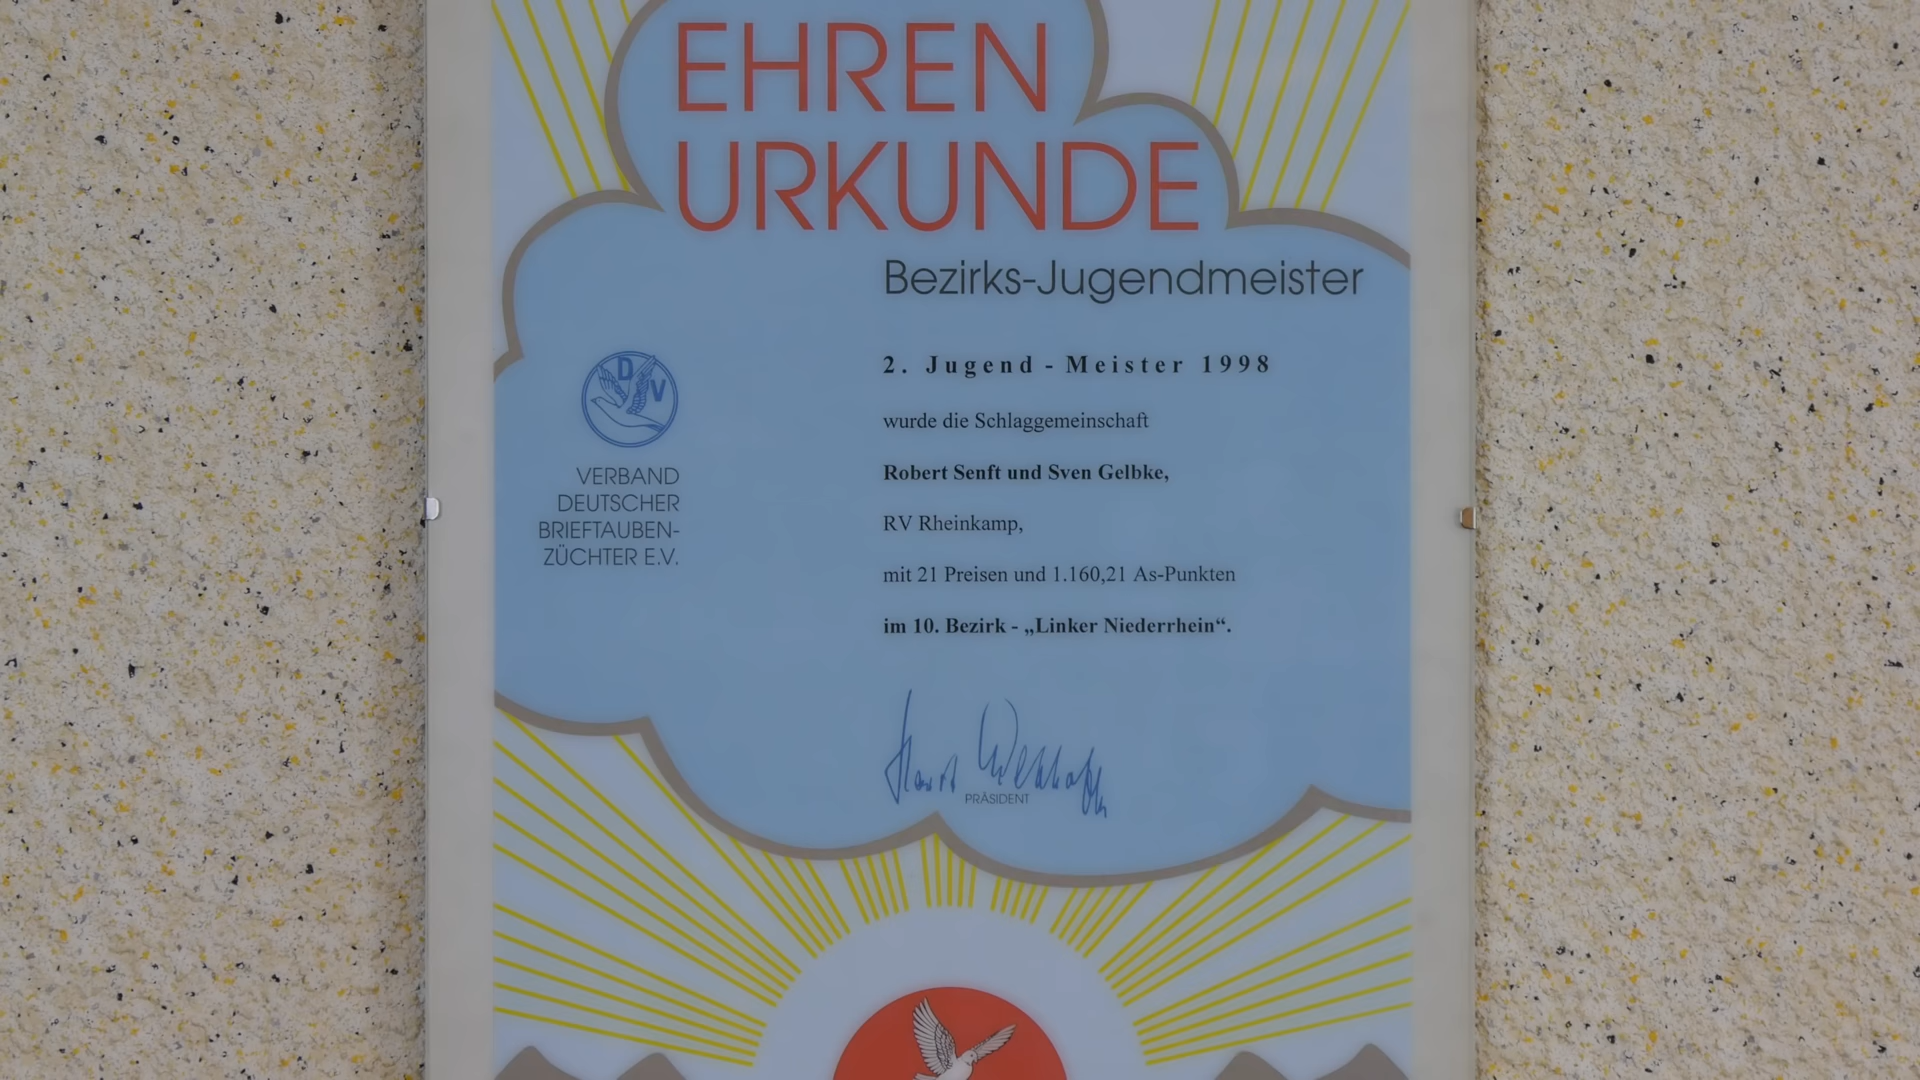 EHREN
URKUNDE
Bezirks-Jugendmeister
2. Jugend - Meister 1998
wurde die Schlaggemeinschaft
Robert Senft und Sven Gelbke,
RV Rheinkamp,
mit 21 Preisen und 1.160,21 As-Punkten
im 10. Bezirk - „Linker Niederrhein“.
DV
VERBAND
DEUTSCHER
BRIEFTAUBEN-
ZÜCHTER E.V.
PRÄSIDENT